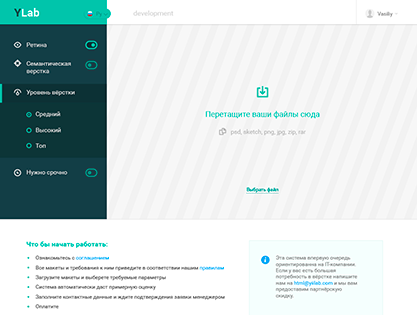 YLab
Ру
development
Vasiliy
Ретина
Семантическая
верстка
Уровень вёрстки
Средний
Высокий
Топ
Нужно срочно
Перетащите ваши файлы сюда
psd, sketch, png, jpg, zip, rar
Выбрать файл
Что бы начать работать:
Ознакомьтесь с соглашением
Все макеты и требования к ним приведите в соответствии нашим правилам
Загрузите макеты и выберете требуемые параметры
Система автоматически даст примерную оценку
Заполните контактные данные и ждите подтверждения заявки менеджером
Оплатите
Эта система впервую очередь
ориентированна на IT-компании.
Если у вас есть большая
потребность в вёрстке напишите
нам на html@ylab.com и мы вам
предоставим партнёрскую
скидку.